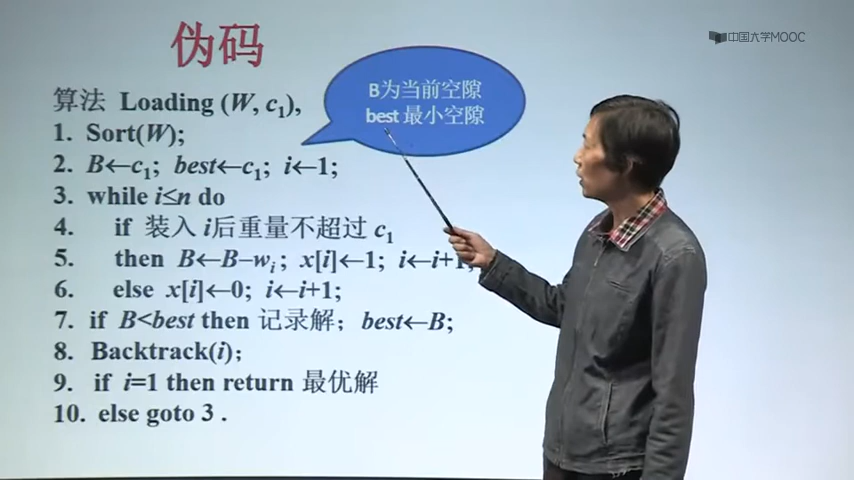 中国大学MOOC
伪码
B为当前空隙
best 最小空隙
算法 Loading (W, c1),
1. Sort(W);
2. B←c1; best←c1; i←1;
3. while i≤n do
4. if 装入 i后重量不超过 c1
5. then B←B–wi; x[i]←1; i←i+1;
6. else x[i]←0; i←i+1;
7. if B<best then 记录解; best←B;
8. Backtrack(i);
9. if i=1 then return 最优解
10. else goto 3 .